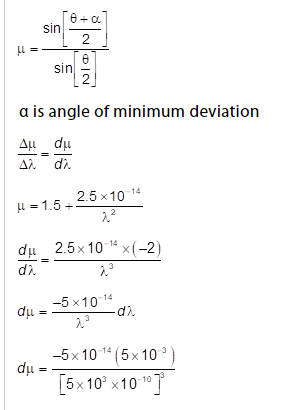 μ = sin[(θ + α)/2] / sin[θ/2]
α is angle of minimum deviation
Δμ/Δλ = dμ/dλ
μ = 1.5 + (2.5 × 10⁻¹⁴)/λ²
dμ/dλ = (2.5 × 10⁻¹⁴ × (−2))/λ³
dμ = (−5 × 10⁻¹⁴)/λ³ dλ
dμ = (−5 × 10⁻¹⁴ (5 × 10⁻³))/[5 × 10³ × 10⁻¹⁰]³